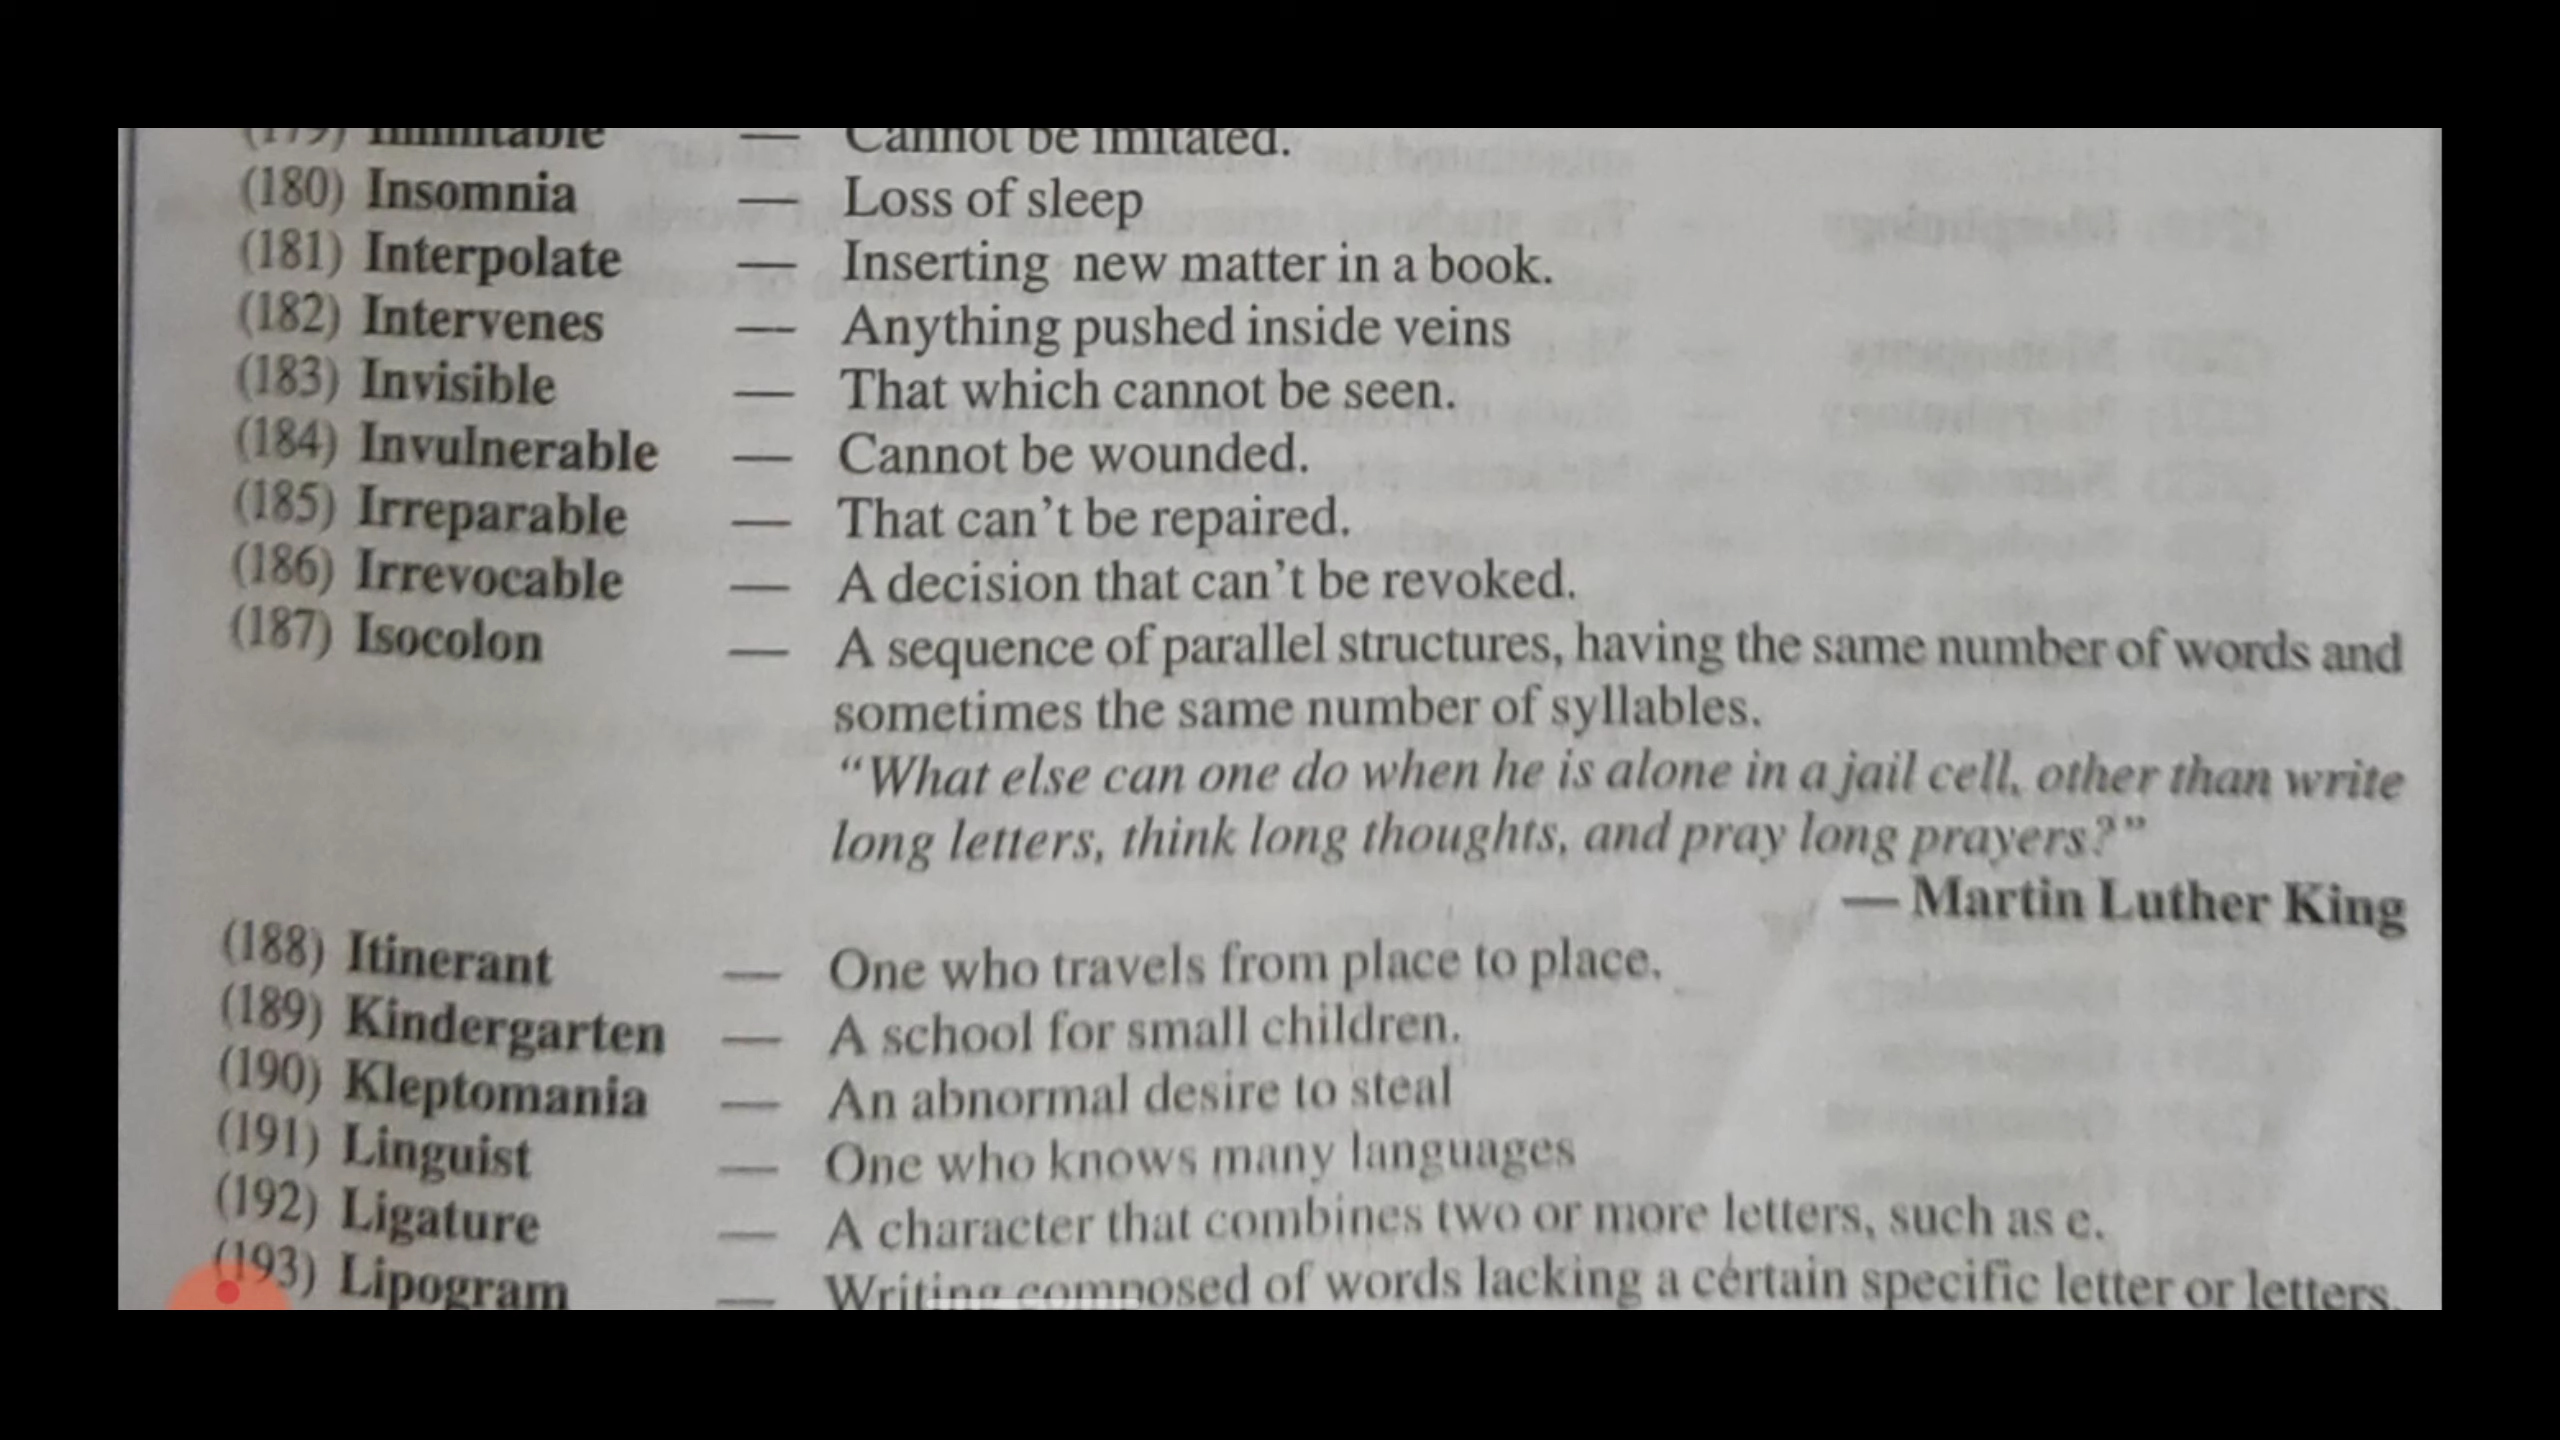 (179) Inimitable — Cannot be imitated.
(180) Insomnia — Loss of sleep
(181) Interpolate — Inserting new matter in a book.
(182) Intervenes — Anything pushed inside veins
(183) Invisible — That which cannot be seen.
(184) Invulnerable — Cannot be wounded.
(185) Irreparable — That can't be repaired.
(186) Irrevocable — A decision that can't be revoked.
(187) Isocolon — A sequence of parallel structures, having the same number of words and
sometimes the same number of syllables.
“What else can one do when he is alone in a jail cell, other than write
long letters, think long thoughts, and pray long prayers?”
— Martin Luther King
(188) Itinerant — One who travels from place to place.
(189) Kindergarten — A school for small children.
(190) Kleptomania — An abnormal desire to steal
(191) Linguist — One who knows many languages
(192) Ligature — A character that combines two or more letters, such as e.
(193) Lipogram — Writing composed of words lacking a certain specific letter or letters.